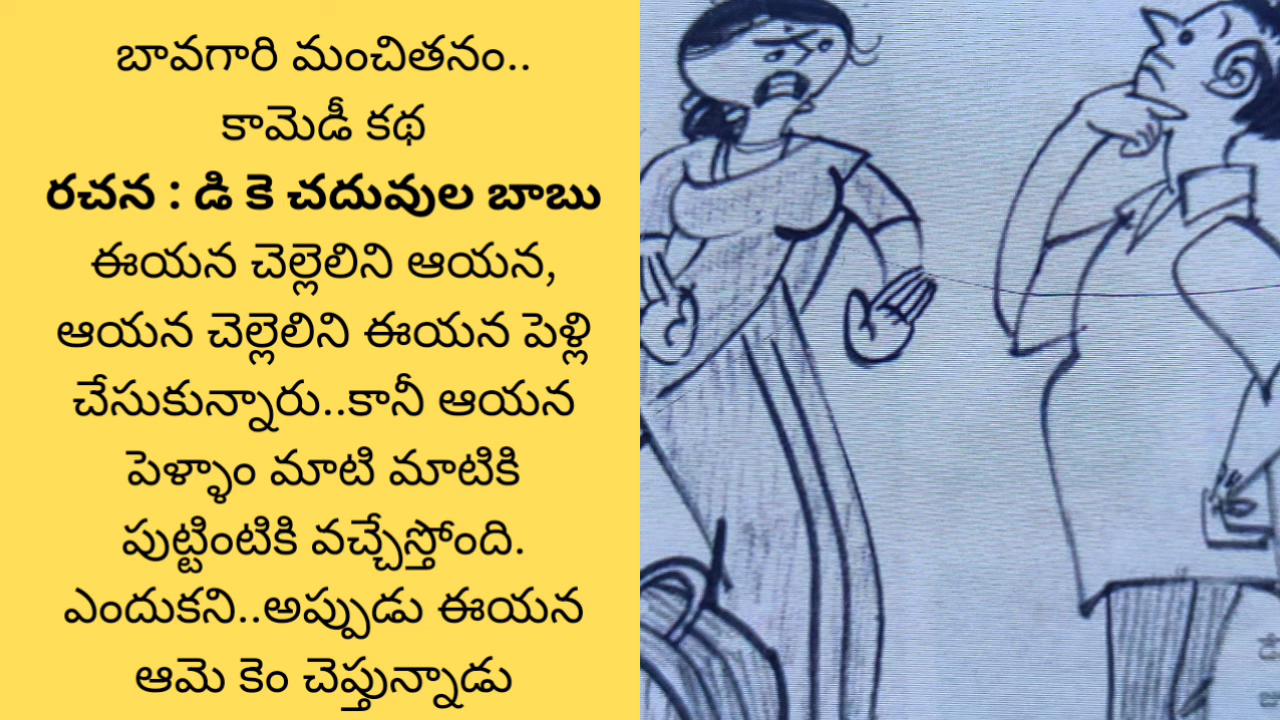 బావగారి మంచితనం..
కామెడీ కథ
రచన : డి కె చదువుల బాబు
ఈయన చెల్లెలిని ఆయన,
ఆయన చెల్లెలిని ఈయన పెళ్లి
చేసుకున్నారు..కానీ ఆయన
పెళ్ళాం మాటి మాటికి
పుట్టింటికి వచ్చేస్తోంది.
ఎందుకని..అప్పుడు ఈయన
ఆమె కెం చెప్తున్నాడు